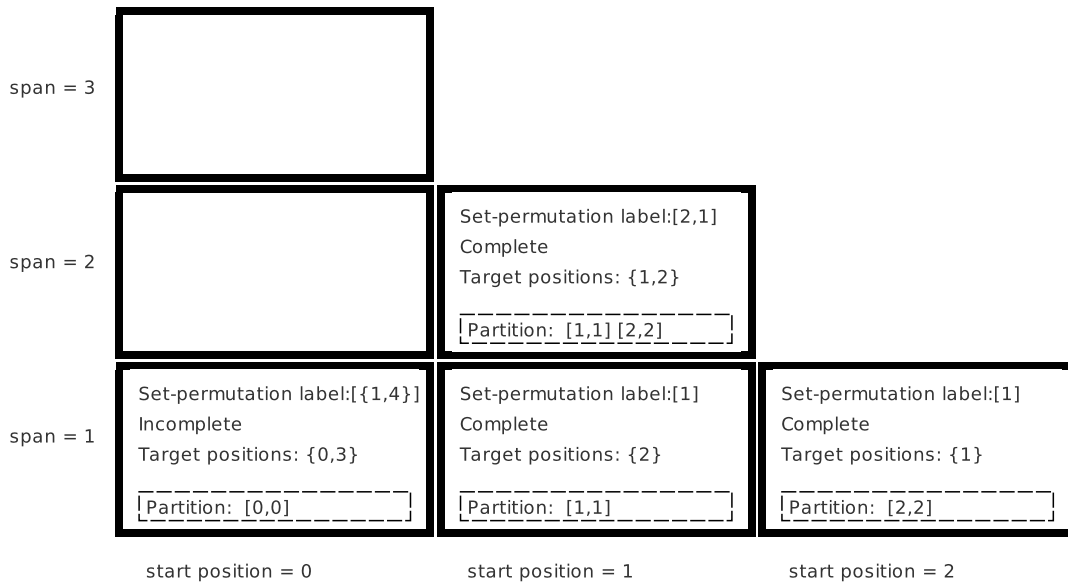 span = 3
span = 2
Set-permutation label:[2,1]
Complete
Target positions: {1,2}
Partition: [1,1] [2,2]
span = 1
Set-permutation label:[{1,4}]
Incomplete
Target positions: {0,3}
Partition: [0,0]
Set-permutation label:[1]
Complete
Target positions: {2}
Partition: [1,1]
Set-permutation label:[1]
Complete
Target positions: {1}
Partition: [2,2]
start position = 0
start position = 1
start position = 2